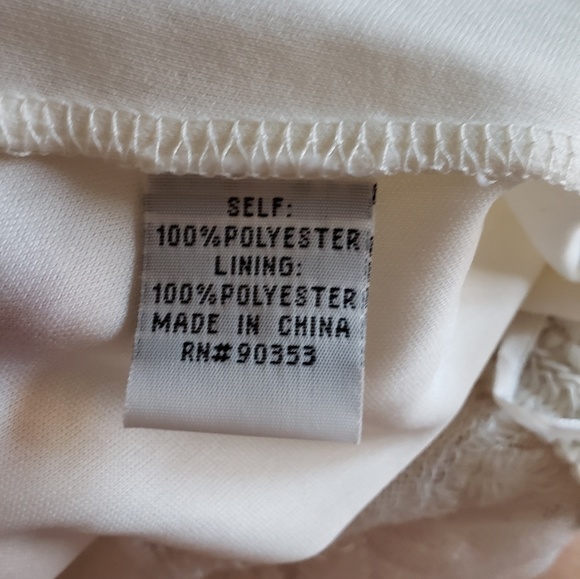 SELF:
100%POLYESTER
LINING:
100%POLYESTER
MADE IN CHINA
RN#90353